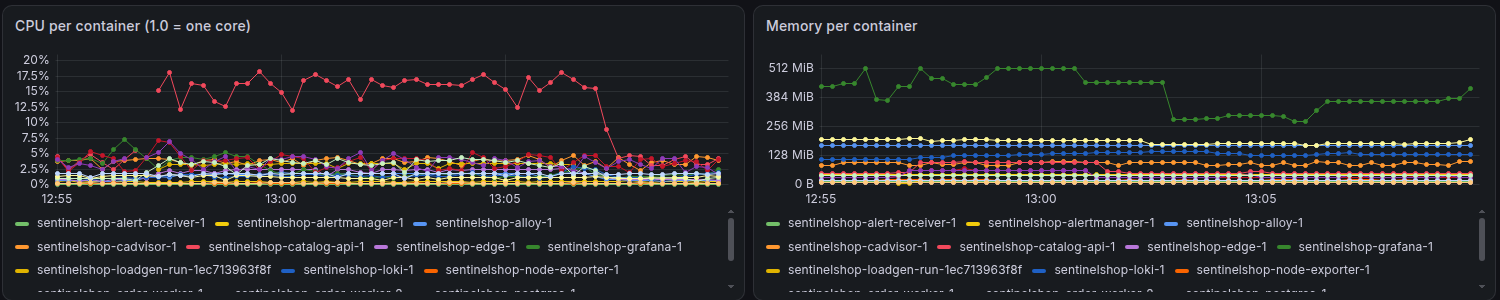 CPU per container (1.0 = one core)
20%
17.5%
15%
12.5%
10%
7.5%
5%
2.5%
0%
12:55 13:00 13:05
sentinelshop-alert-receiver-1 sentinelshop-alertmanager-1 sentinelshop-alloy-1
sentinelshop-cadvisor-1 sentinelshop-catalog-api-1 sentinelshop-edge-1 sentinelshop-grafana-1
sentinelshop-loadgen-run-1ec713963f8f sentinelshop-loki-1 sentinelshop-node-exporter-1
Memory per container
512 MiB
384 MiB
256 MiB
128 MiB
0 B
12:55 13:00 13:05
sentinelshop-alert-receiver-1 sentinelshop-alertmanager-1 sentinelshop-alloy-1
sentinelshop-cadvisor-1 sentinelshop-catalog-api-1 sentinelshop-edge-1 sentinelshop-grafana-1
sentinelshop-loadgen-run-1ec713963f8f sentinelshop-loki-1 sentinelshop-node-exporter-1